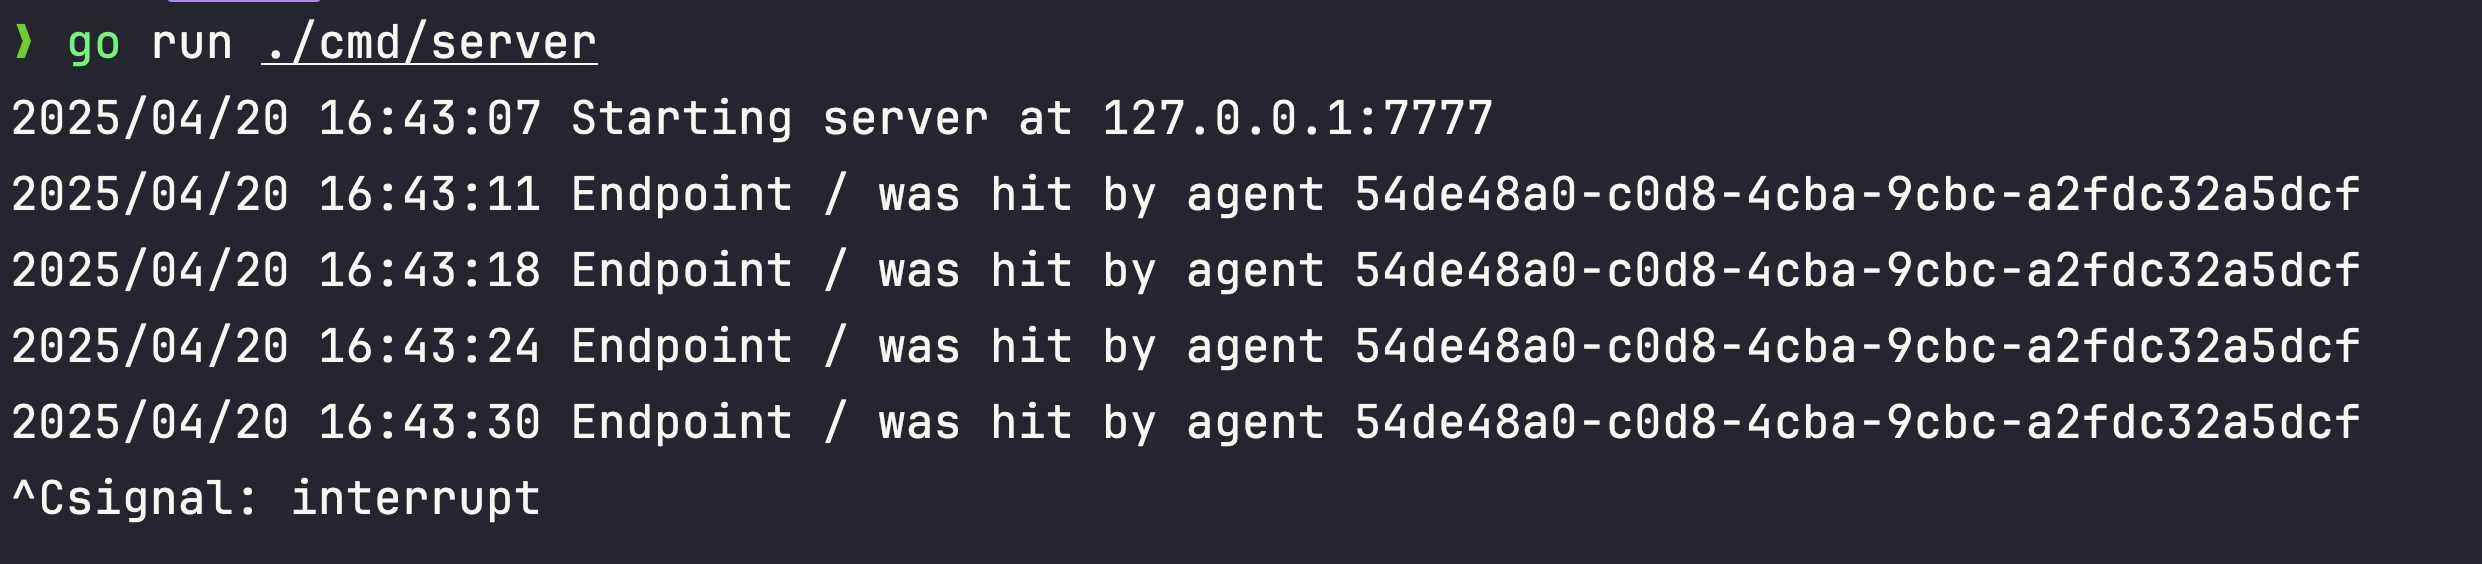 ❯ go run ./cmd/server
2025/04/20 16:43:07 Starting server at 127.0.0.1:7777
2025/04/20 16:43:11 Endpoint / was hit by agent 54de48a0-c0d8-4cba-9cbc-a2fdc32a5dcf
2025/04/20 16:43:18 Endpoint / was hit by agent 54de48a0-c0d8-4cba-9cbc-a2fdc32a5dcf
2025/04/20 16:43:24 Endpoint / was hit by agent 54de48a0-c0d8-4cba-9cbc-a2fdc32a5dcf
2025/04/20 16:43:30 Endpoint / was hit by agent 54de48a0-c0d8-4cba-9cbc-a2fdc32a5dcf
^Csignal: interrupt